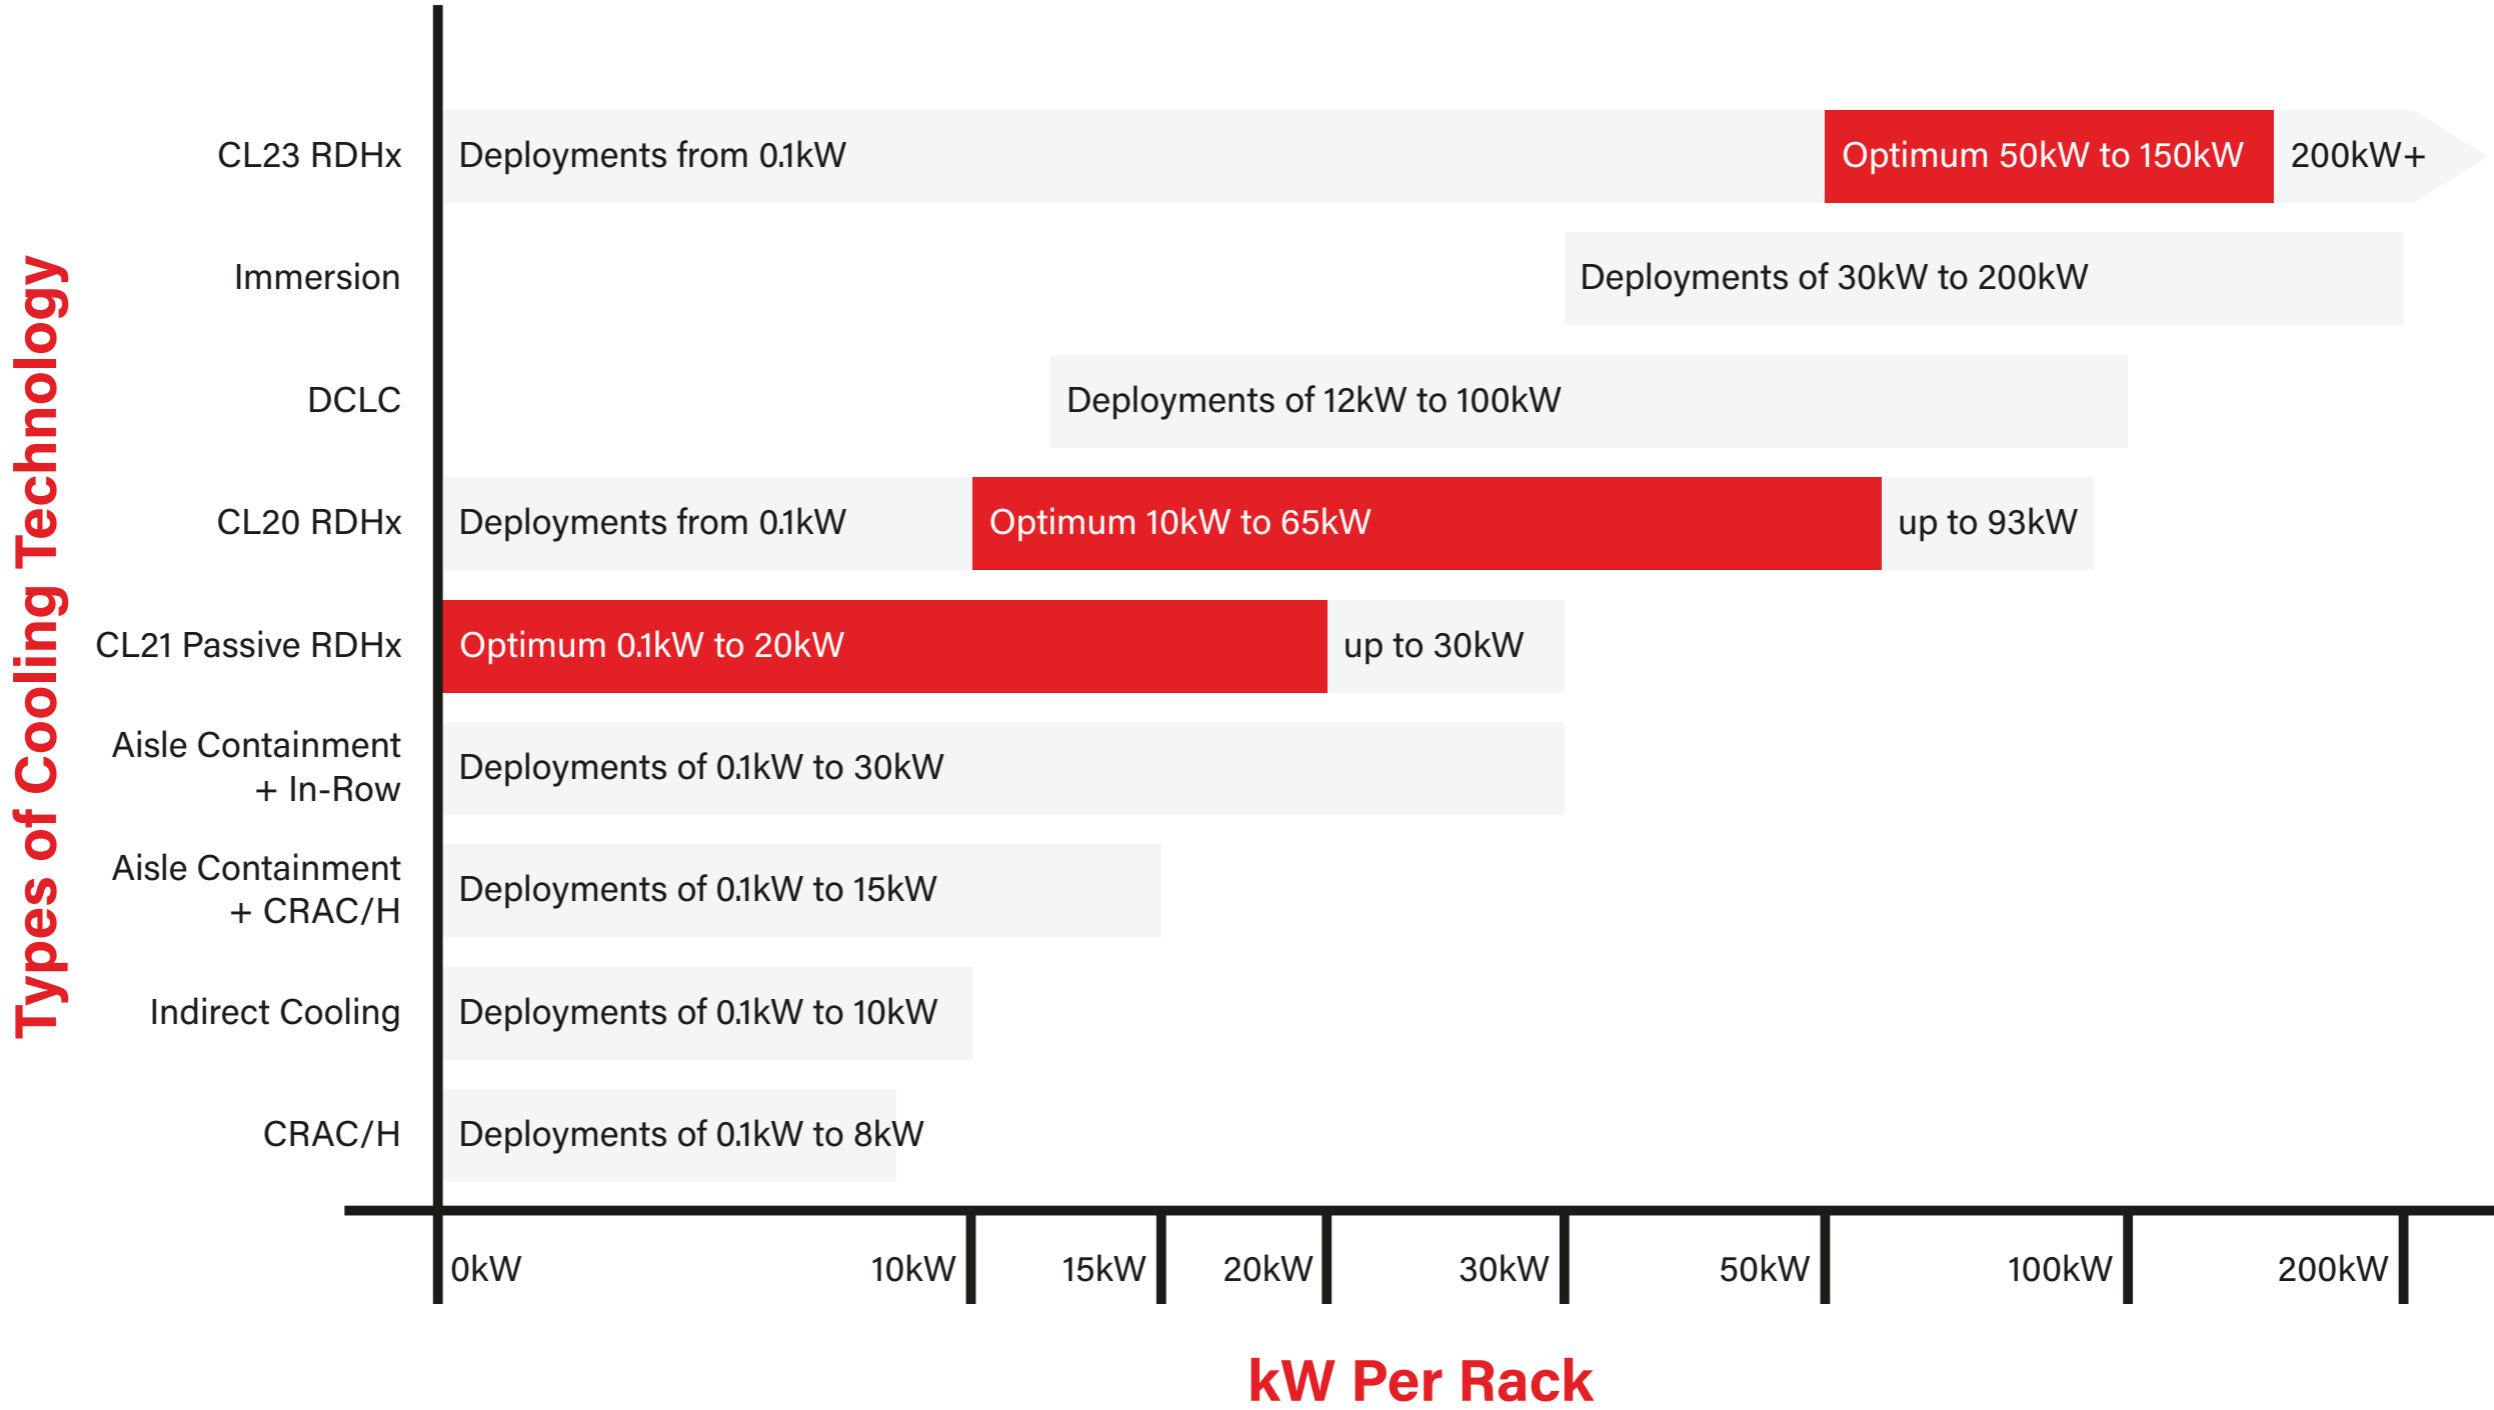 Types of Cooling Technology
CL23 RDHx
Deployments from 0.1kW
Optimum 50kW to 150kW
200kW+
Immersion
Deployments of 30kW to 200kW
DCLC
Deployments of 12kW to 100kW
CL20 RDHx
Deployments from 0.1kW
Optimum 10kW to 65kW
up to 93kW
CL21 Passive RDHx
Optimum 0.1kW to 20kW
up to 30kW
Aisle Containment
+ In-Row
Deployments of 0.1kW to 30kW
Aisle Containment
+ CRAC/H
Deployments of 0.1kW to 15kW
Indirect Cooling
Deployments of 0.1kW to 10kW
CRAC/H
Deployments of 0.1kW to 8kW
0kW
10kW
15kW
20kW
30kW
50kW
100kW
200kW
kW Per Rack